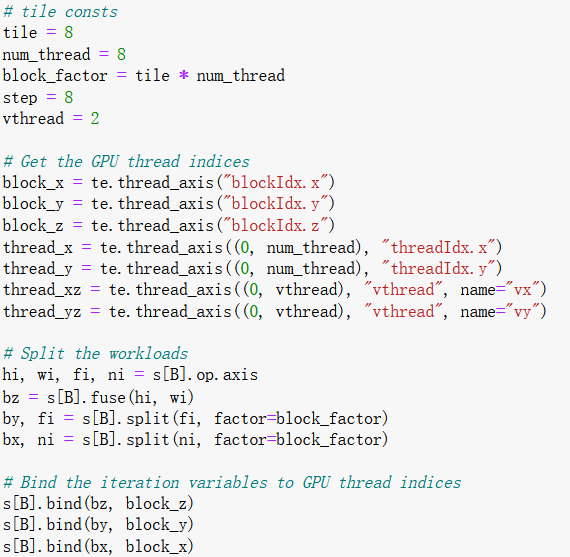 # tile consts
tile = 8
num_thread = 8
block_factor = tile * num_thread
step = 8
vthread = 2
# Get the GPU thread indices
block_x = te.thread_axis("blockIdx.x")
block_y = te.thread_axis("blockIdx.y")
block_z = te.thread_axis("blockIdx.z")
thread_x = te.thread_axis((0, num_thread), "threadIdx.x")
thread_y = te.thread_axis((0, num_thread), "threadIdx.y")
thread_xz = te.thread_axis((0, vthread), "vthread", name="vx")
thread_yz = te.thread_axis((0, vthread), "vthread", name="vy")
# Split the workloads
hi, wi, fi, ni = s[B].op.axis
bz = s[B].fuse(hi, wi)
by, fi = s[B].split(fi, factor=block_factor)
bx, ni = s[B].split(ni, factor=block_factor)
# Bind the iteration variables to GPU thread indices
s[B].bind(bz, block_z)
s[B].bind(by, block_y)
s[B].bind(bx, block_x)